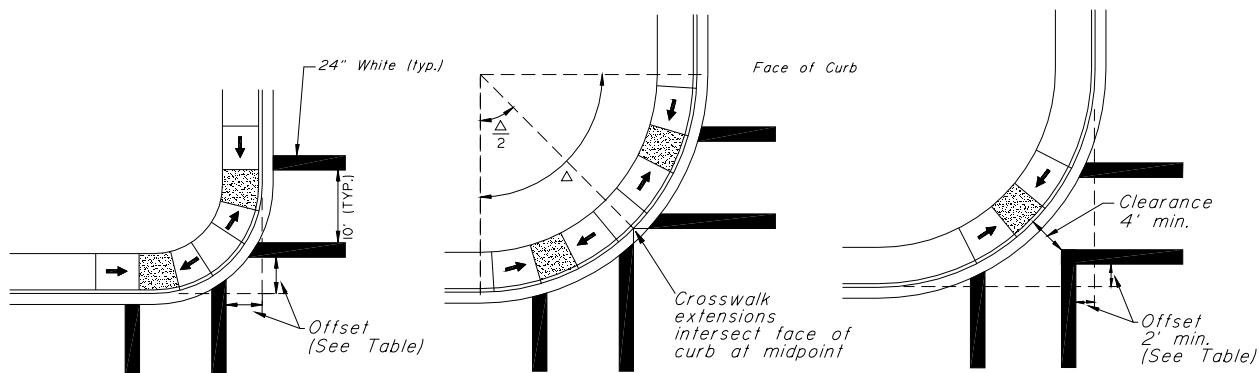 24" White (typ.)
10' (TYP.)
Offset
(See Table)
Δ
2
Δ
Face of Curb
Crosswalk
extensions
intersect face of
curb at midpoint
Clearance
4' min.
Offset
2' min.
(See Table)